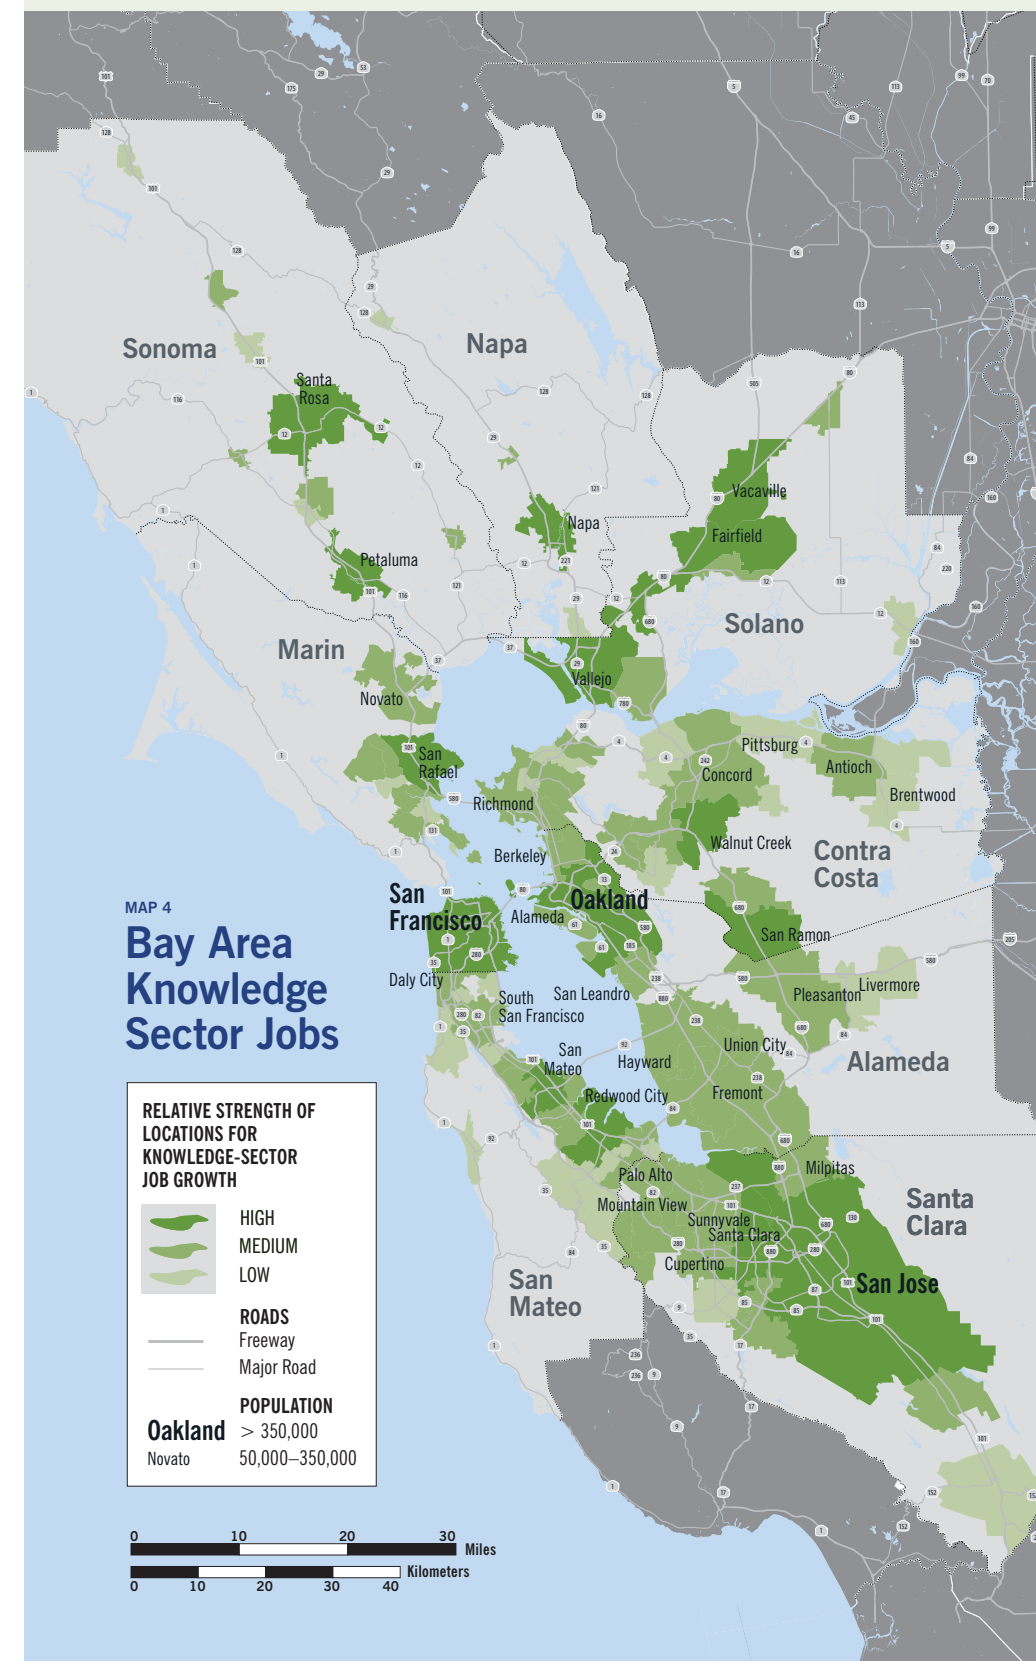 Sonoma
Napa
Santa
Rosa
Vacaville
Napa
Fairfield
Petaluma
Solano
Marin
Vallejo
Novato
San
Rafael
Pittsburg
Concord
Antioch
Richmond
Brentwood
Walnut Creek
Berkeley
Contra
Costa
San
Francisco
Oakland
Alameda
San Ramon
Daly City
Livermore
San Leandro
Pleasanton
South
San Francisco
Union City
San
Mateo
Hayward
Alameda
Redwood City
Fremont
Milpitas
Palo Alto
Mountain View
Santa
Clara
Sunnyvale
Santa Clara
Cupertino
San Jose
San
Mateo
MAP 4
Bay Area
Knowledge
Sector Jobs
RELATIVE STRENGTH OF
LOCATIONS FOR
KNOWLEDGE-SECTOR
JOB GROWTH
HIGH
MEDIUM
LOW
ROADS
Freeway
Major Road
POPULATION
Oakland > 350,000
Novato 50,000–350,000
0 10 20 30
Miles
Kilometers
0 10 20 30 40